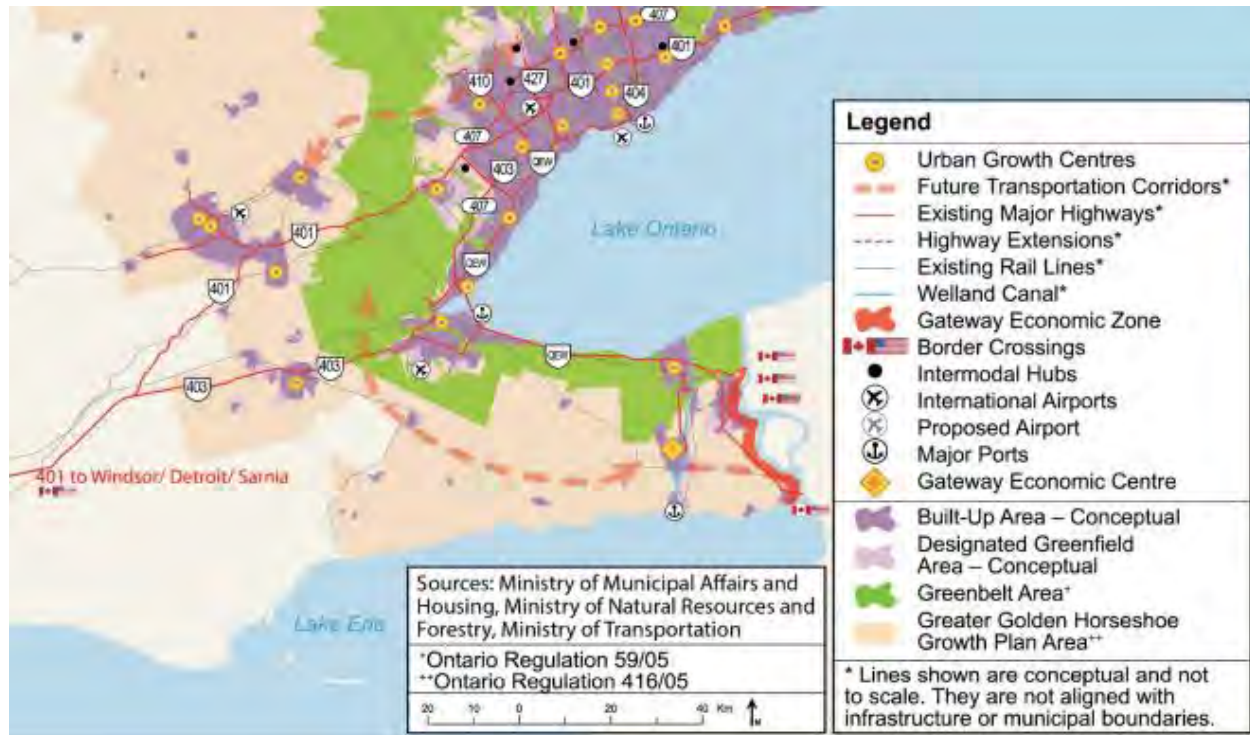 407
401
410
427
401
404
407
403
QEW
407
Lake Ontario
401
QEW
401
403
QEW
403
401 to Windsor/ Detroit/ Sarnia
Lake Erie
Sources: Ministry of Municipal Affairs and
Housing, Ministry of Natural Resources and
Forestry, Ministry of Transportation
+Ontario Regulation 59/05
++Ontario Regulation 416/05
20 10 0 20 40 Km
N
Legend
Urban Growth Centres
Future Transportation Corridors*
Existing Major Highways*
Highway Extensions*
Existing Rail Lines*
Welland Canal*
Gateway Economic Zone
Border Crossings
Intermodal Hubs
International Airports
Proposed Airport
Major Ports
Gateway Economic Centre
Built-Up Area – Conceptual
Designated Greenfield
Area – Conceptual
Greenbelt Area+
Greater Golden Horseshoe
Growth Plan Area++
* Lines shown are conceptual and not
to scale. They are not aligned with
infrastructure or municipal boundaries.